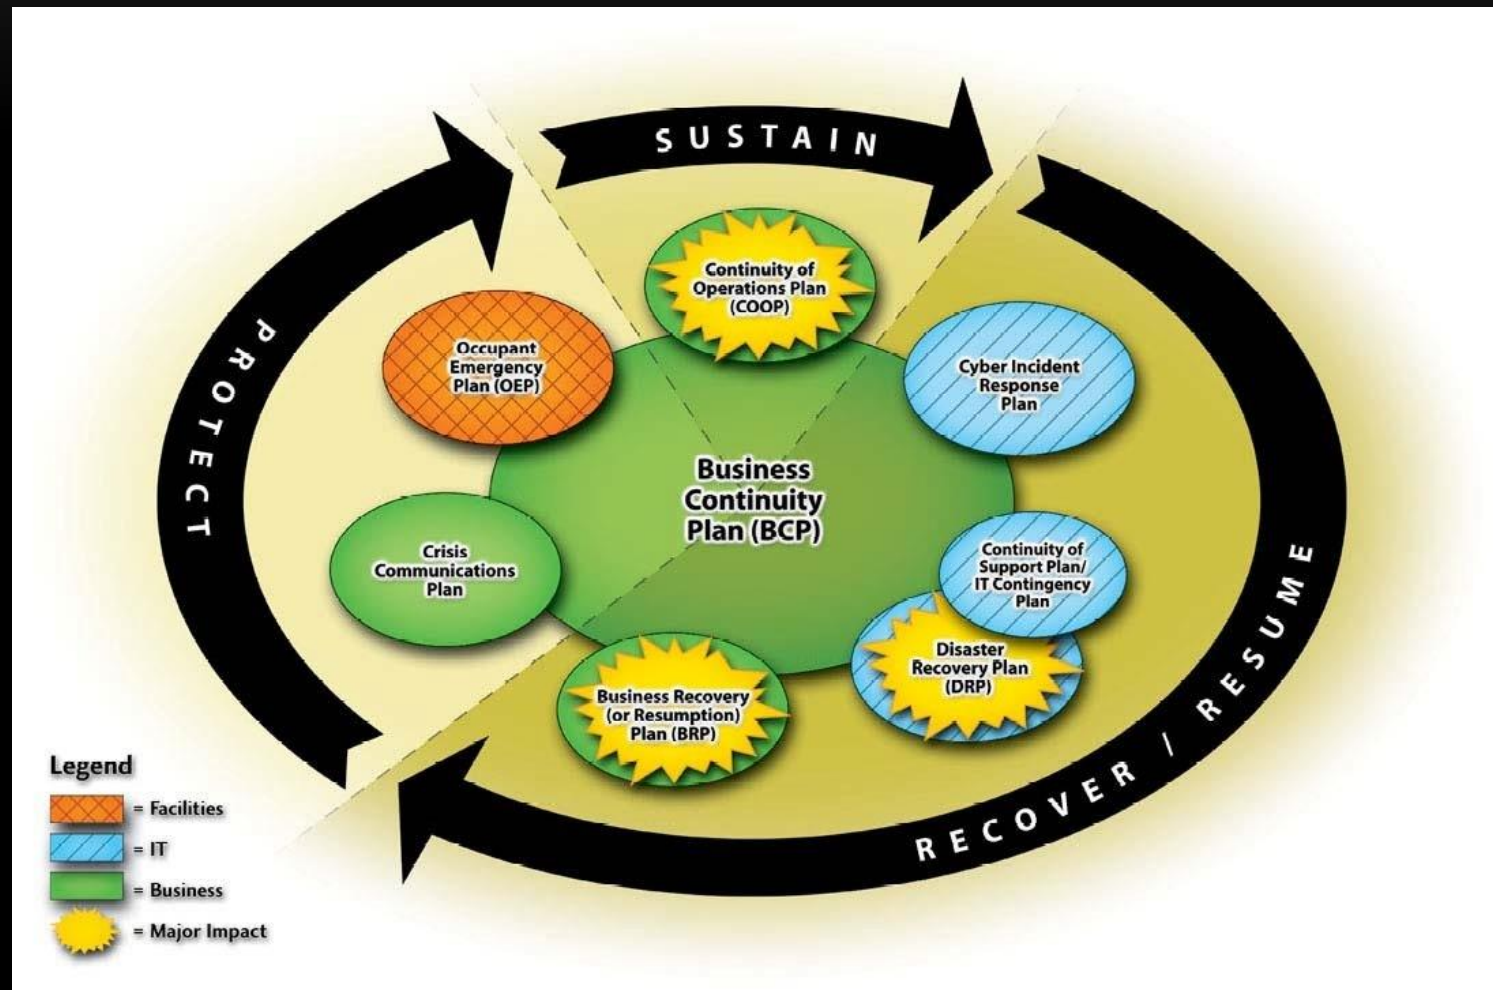 SUSTAIN
PROTECT
RECOVER / RESUME
Continuity of
Operations Plan
(COOP)
Occupant
Emergency
Plan (OEP)
Cyber Incident
Response
Plan
Business
Continuity
Plan (BCP)
Crisis
Communications
Plan
Continuity of
Support Plan/
IT Contingency
Plan
Disaster
Recovery Plan
(DRP)
Business Recovery
(or Resumption)
Plan (BRP)
Legend
= Facilities
= IT
= Business
= Major Impact